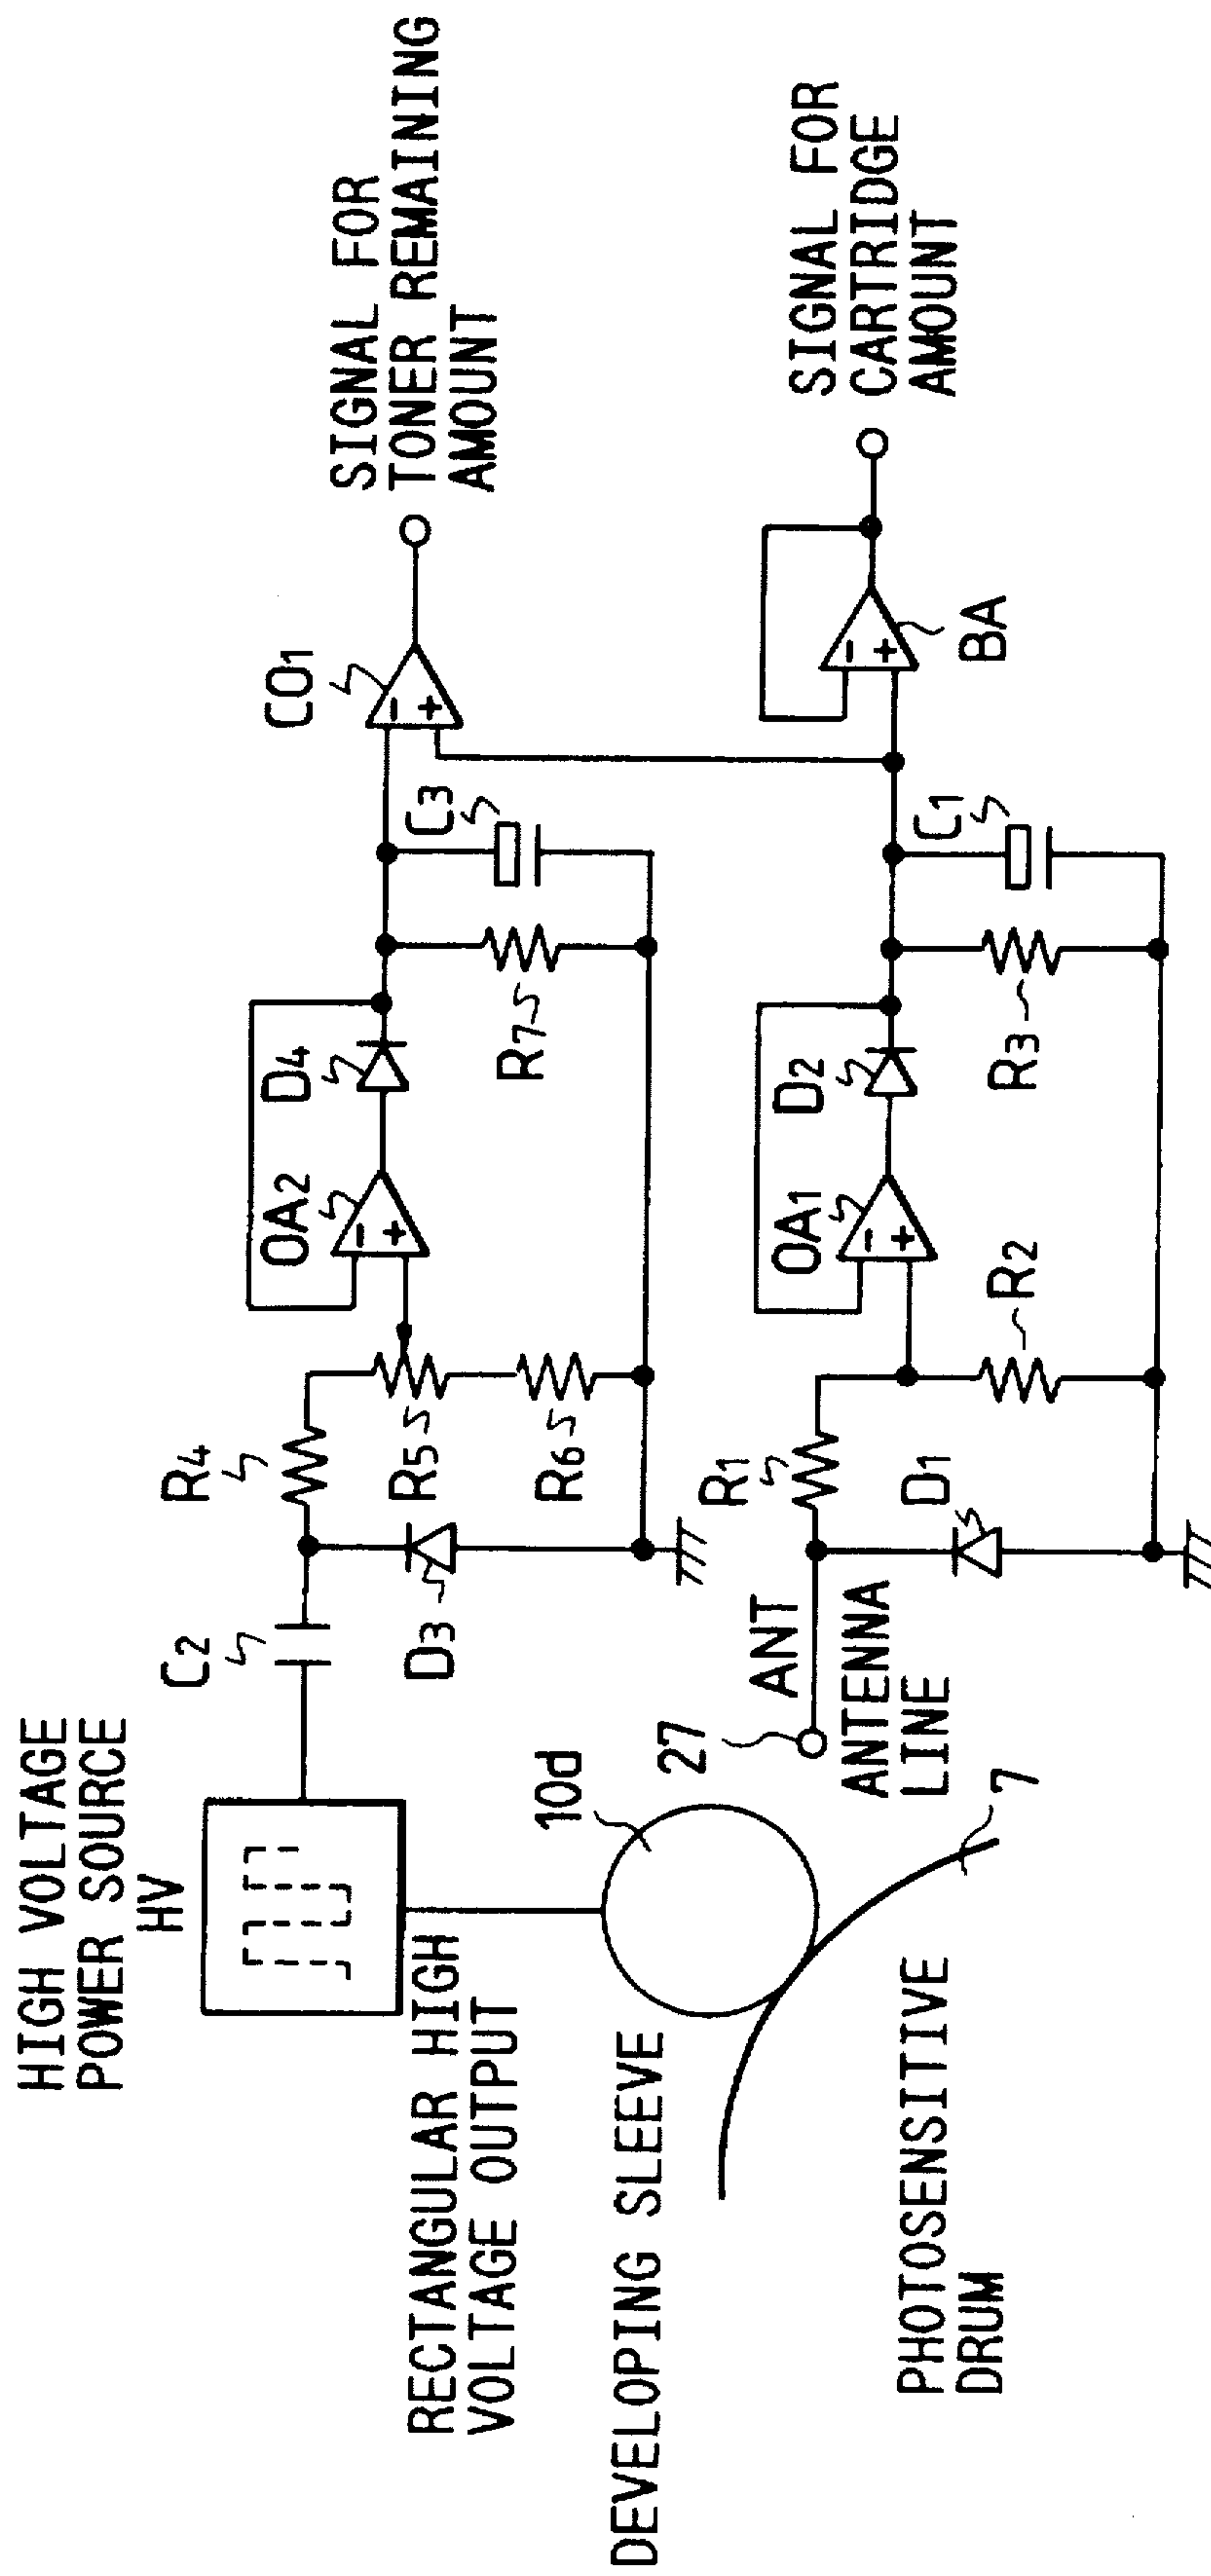 HIGH VOLTAGE
POWER SOURCE
HV
C2
R4
D3
R5
R6
OA2
D4
R7
C3
CO1
SIGNAL FOR
TONER REMAINING
AMOUNT
RECTANGULAR HIGH
VOLTAGE OUTPUT
DEVELOPING SLEEVE
10d
27
ANT
ANTENNA
LINE
7
PHOTOSENSITIVE
DRUM
R1
D1
R2
OA1
D2
R3
C1
BA
SIGNAL FOR
CARTRIDGE
AMOUNT
- +
- +
- +
- +